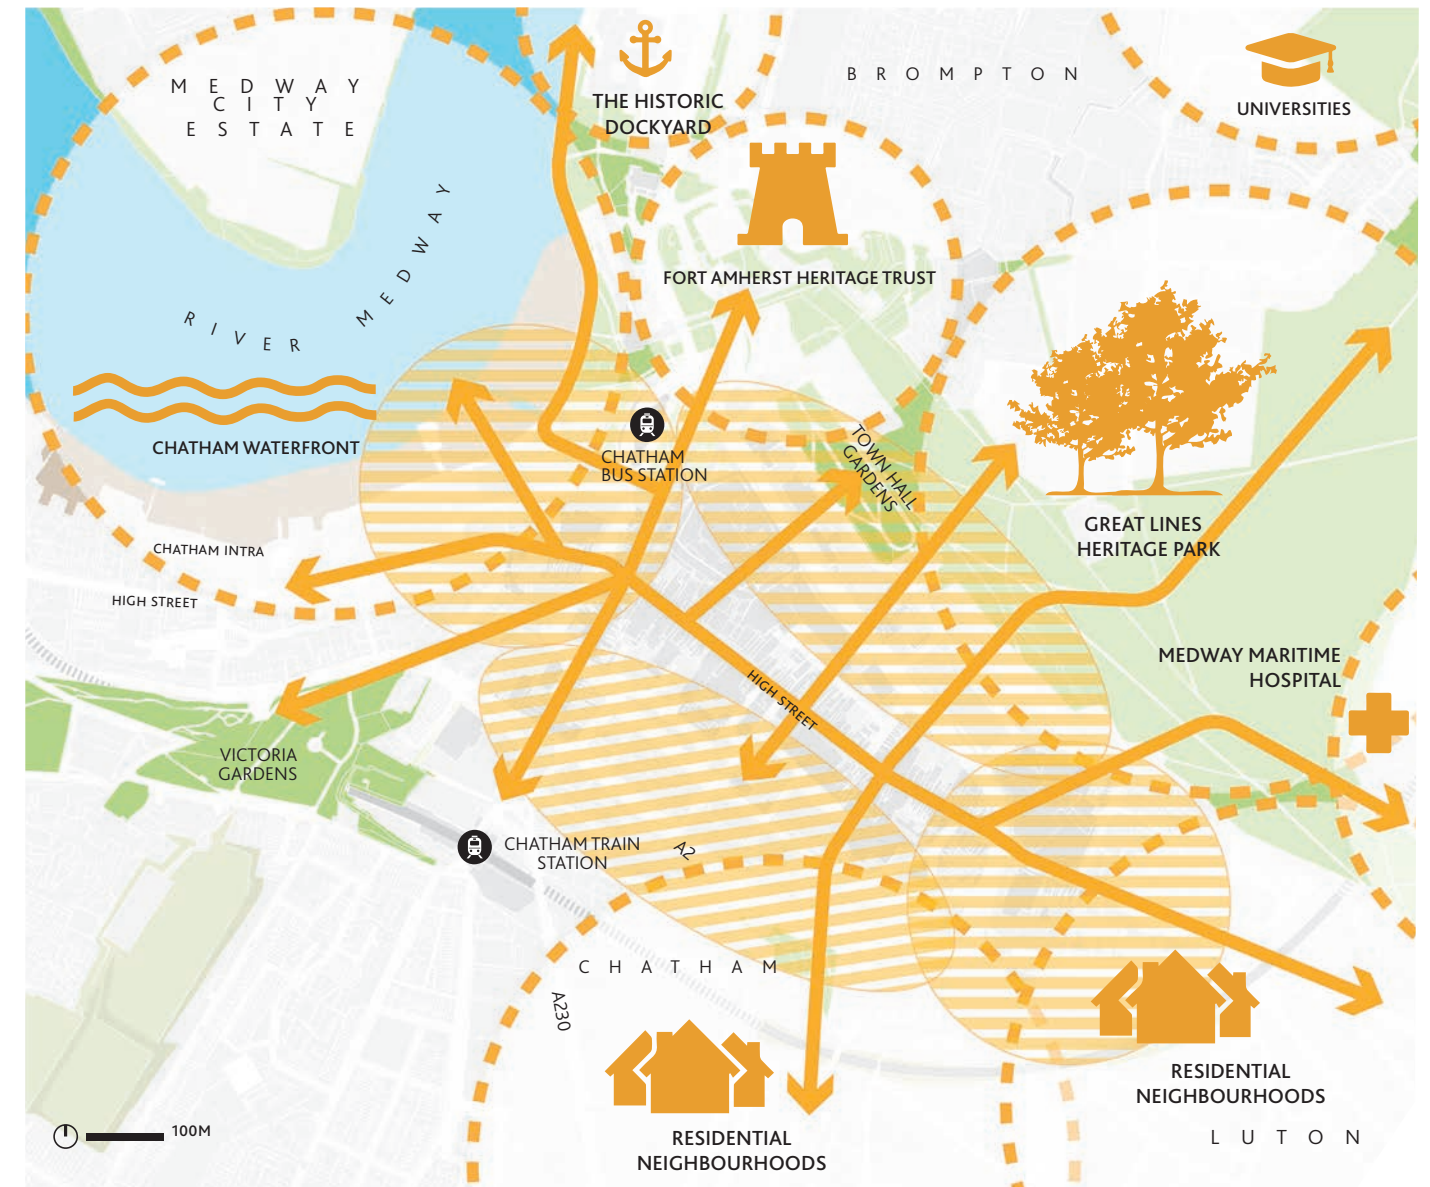 MEDWAY
CITY
ESTATE
THE HISTORIC
DOCKYARD
BROMPTON
UNIVERSITIES
RIVER MEDWAY
FORT AMHERST HERITAGE TRUST
CHATHAM WATERFRONT
CHATHAM
BUS STATION
TOWN HALL
GARDENS
GREAT LINES
HERITAGE PARK
CHATHAM INTRA
HIGH STREET
MEDWAY MARITIME
HOSPITAL
HIGH STREET
VICTORIA
GARDENS
CHATHAM TRAIN
STATION
A2
CHATHAM
A230
RESIDENTIAL
NEIGHBOURHOODS
LUTON
100M
RESIDENTIAL
NEIGHBOURHOODS